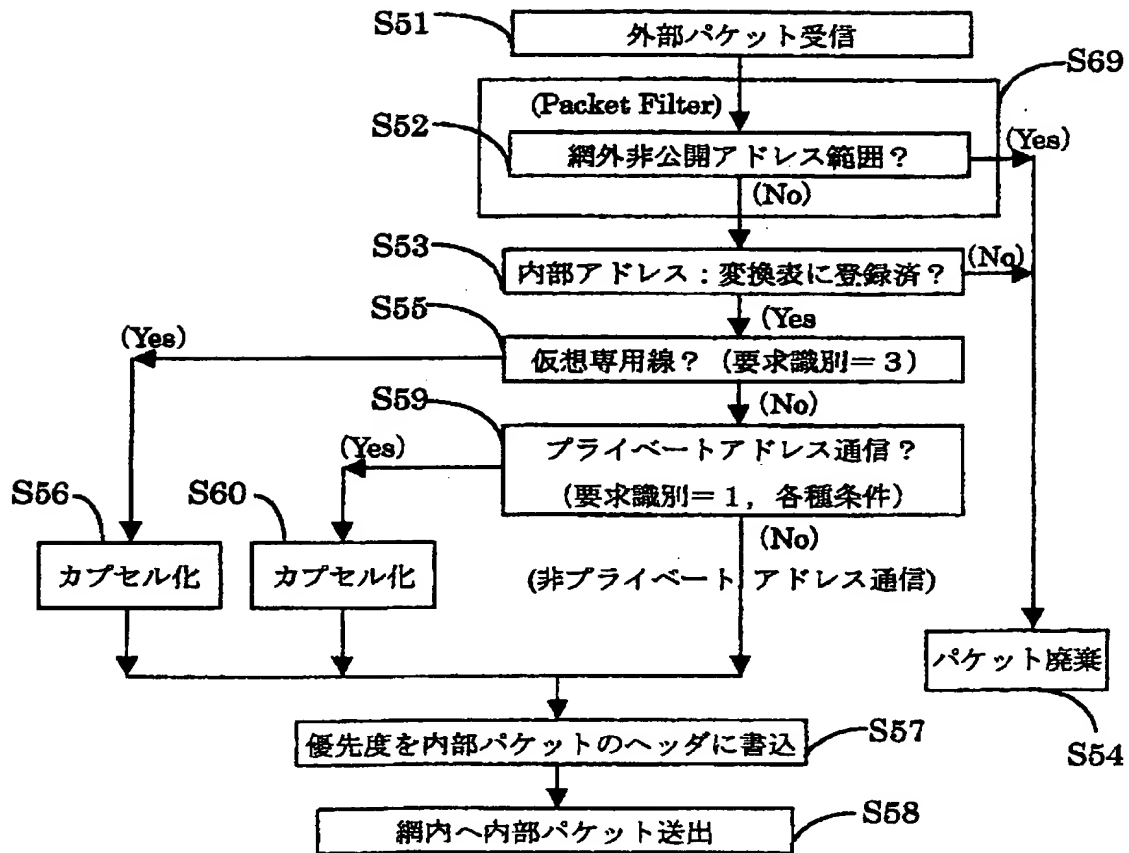 S51
外部パケット受信
S69
(Packet Filter)
S52
網外非公開アドレス範囲？
(Yes)
(No)
S53
内部アドレス：変換表に登録済？
(No)
S55
(Yes
(Yes)
仮想専用線？（要求識別＝３）
S59
(No)
(Yes)
プライベートアドレス通信？
(要求識別＝１，各種条件)
S56
S60
(No)
カプセル化
カプセル化
(非プライベート アドレス通信)
パケット廃棄
優先度を内部パケットのヘッダに書込
S57
S54
網内へ内部パケット送出
S58